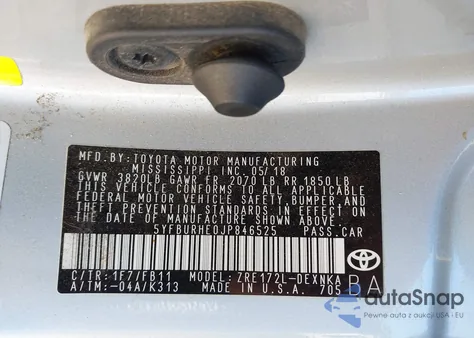 MFD.BY:TOYOTA MOTOR MANUFACTURING
MISSISSIPPI INC. 05/18
GVWR 3820LB GAWR FR 2070 LB, RR 1850 LB
THIS VEHICLE CONFORMS TO ALL APPLICABLE
FEDERAL MOTOR VEHICLE SAFETY, BUMPER, AND
THEFT PREVENTION STANDARDS IN EFFECT ON THE
DATE OF MANUFACTURE SHOWN ABOVE.
5YFBURHE0JP846525 PASS.CAR
C/TR:1F7/FB11 MODEL:ZRE172L-DEXNKA
A/TM:-04A/K313 MADE IN U.S.A. 705 BA
TOYOTA
autoSnap
Pewne auta z aukcji USA i EU